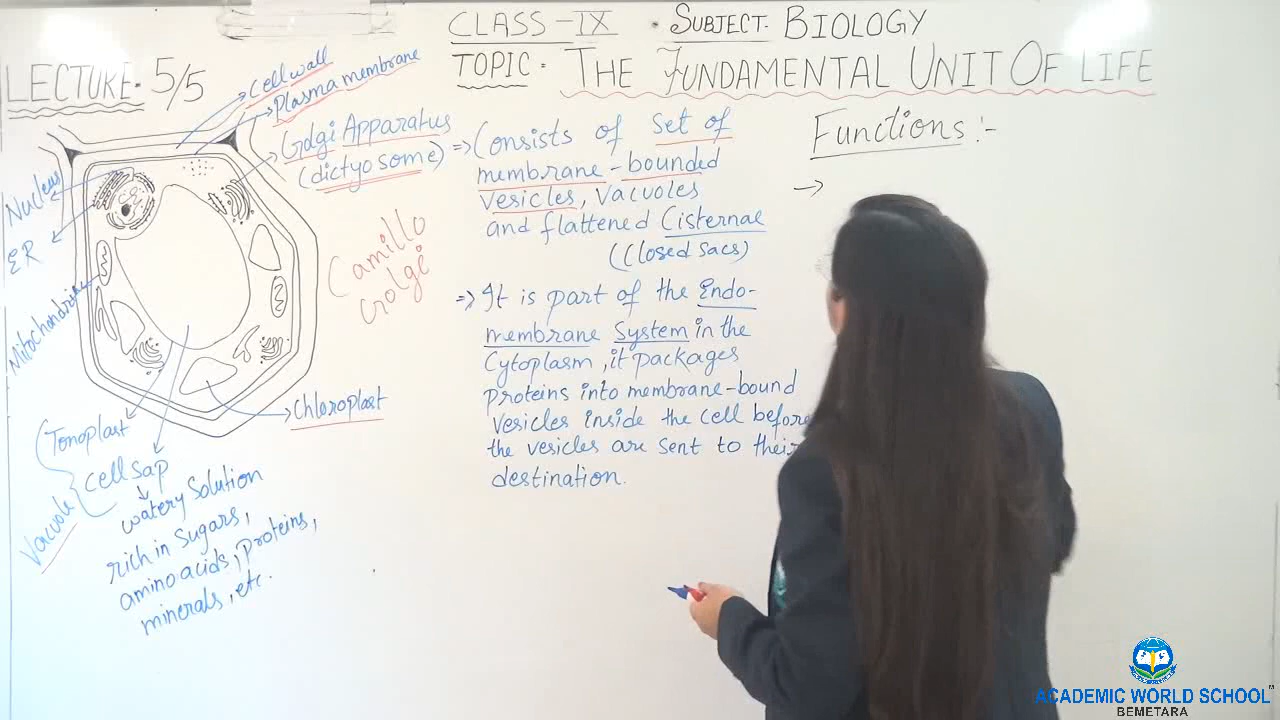 CLASS - IX . SUBJECT. BIOLOGY
LECTURE. 5/5
TOPIC. THE FUNDAMENTAL UNIT OF LIFE
Cell wall
Plasma membrane
Golgi Apparatus
(dictyosome)
Nucleus
ER
Mitochondria
Camillo
Golgi
Chloroplast
Tonoplast
Cell sap
Vacuole
watery solution
rich in sugars,
amino acids, proteins,
minerals, etc.
=> Consists of set of
membrane-bounded
vesicles, vacuoles
and flattened Cisternae
(Closed sacs)
=> It is part of the Endo-
membrane system in the
Cytoplasm, it packages
proteins into membrane-bound
vesicles inside the cell before
the vesicles are sent to their
destination.
Functions :-
→
ACADEMIC WORLD SCHOOL™
BEMETARA